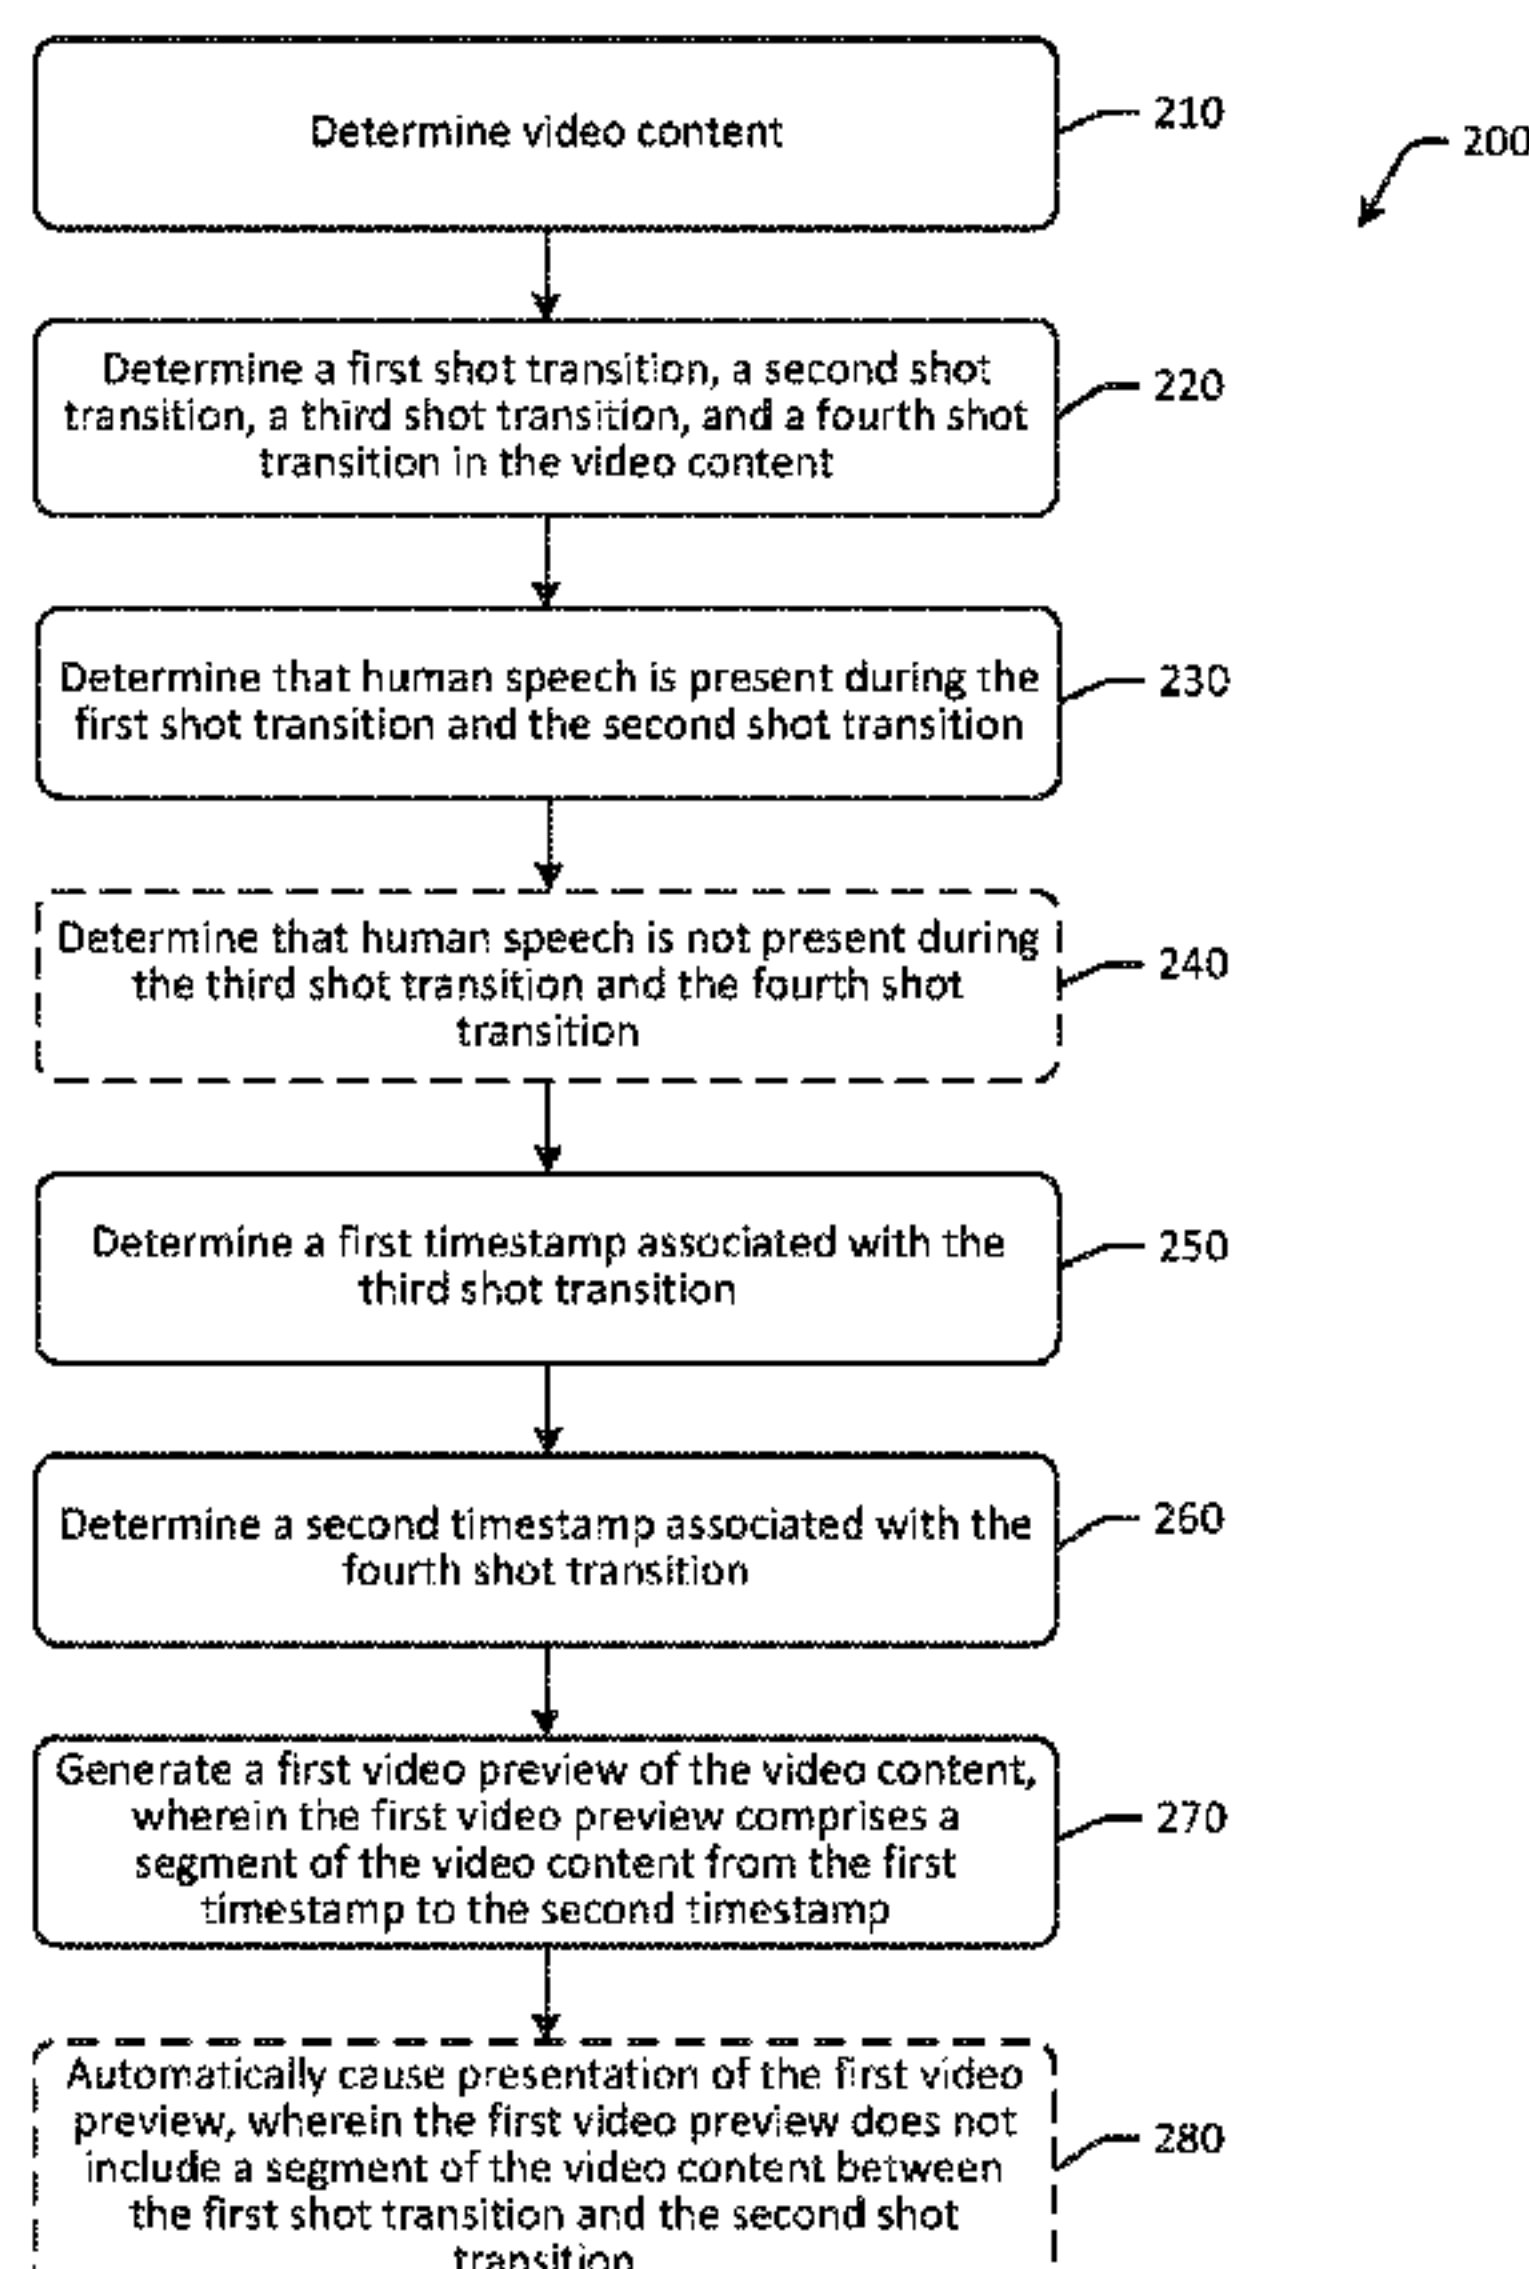 Determine video content
210
200
Determine a first shot transition, a second shot
transition, a third shot transition, and a fourth shot
transition in the video content
220
Determine that human speech is present during the
first shot transition and the second shot transition
230
Determine that human speech is not present during
the third shot transition and the fourth shot
transition
240
Determine a first timestamp associated with the
third shot transition
250
Determine a second timestamp associated with the
fourth shot transition
260
Generate a first video preview of the video content,
wherein the first video preview comprises a
segment of the video content from the first
timestamp to the second timestamp
270
Automatically cause presentation of the first video
preview, wherein the first video preview does not
include a segment of the video content between
the first shot transition and the second shot
transition
280